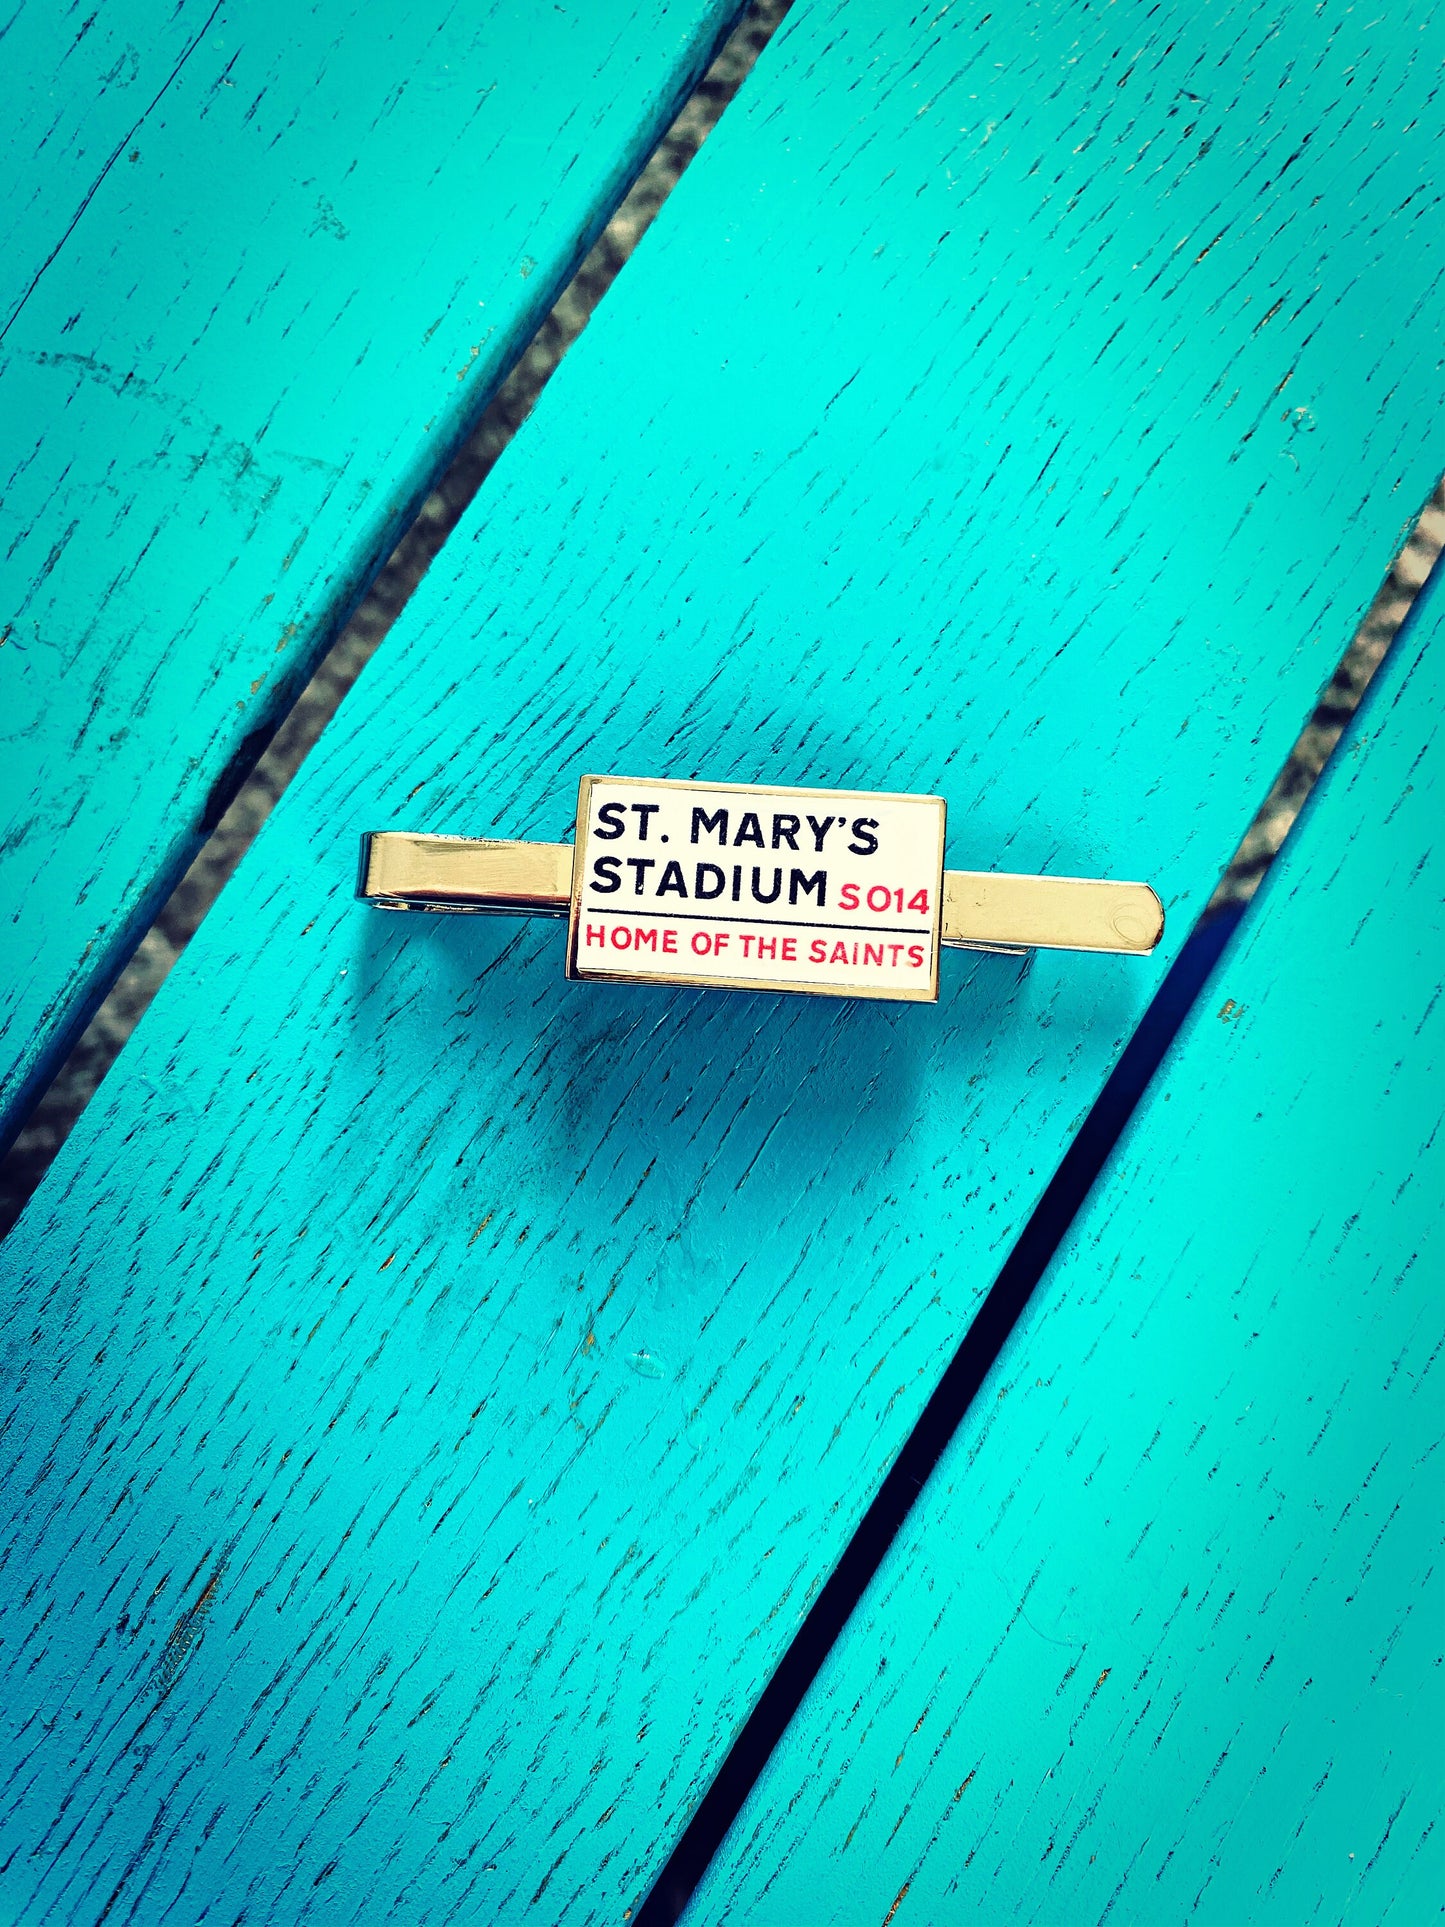 ST. MARY'S
STADIUM SO14
HOME OF THE SAINTS